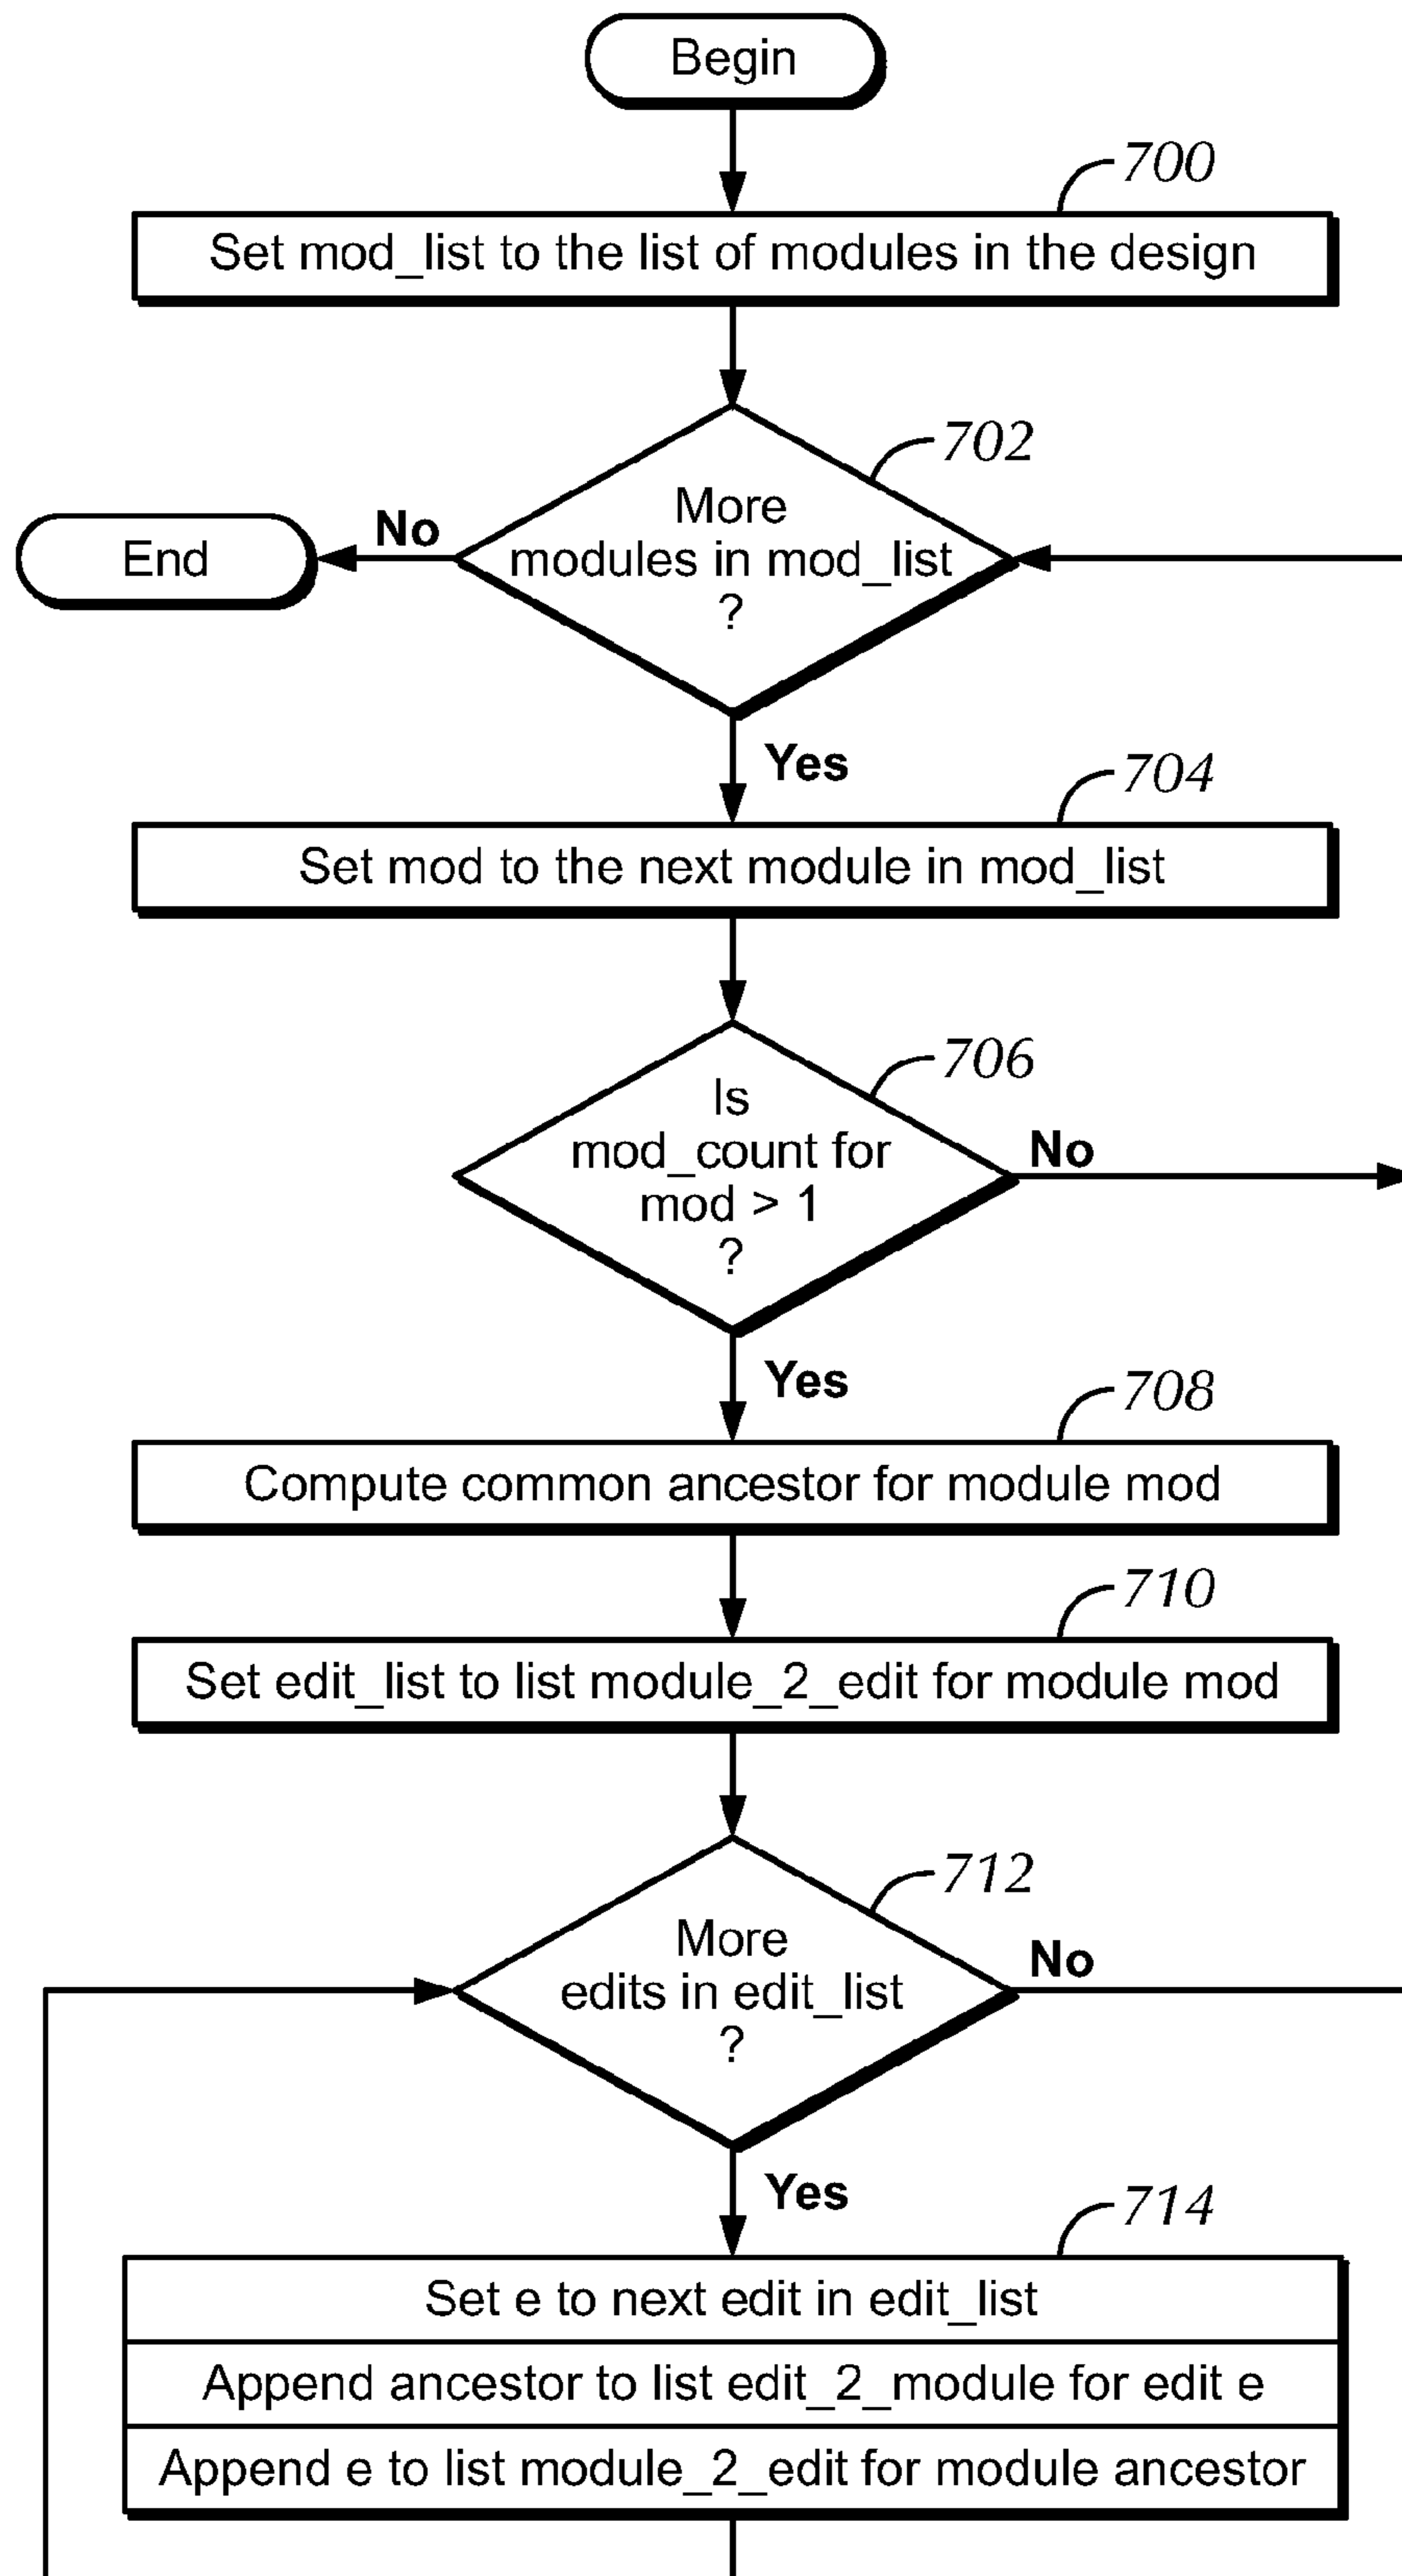 Begin
700
Set mod_list to the list of modules in the design
702
More
modules in mod_list
?
No
End
Yes
704
Set mod to the next module in mod_list
706
Is
mod_count for
mod > 1
?
No
Yes
708
Compute common ancestor for module mod
710
Set edit_list to list module_2_edit for module mod
712
More
edits in edit_list
?
No
Yes
714
Set e to next edit in edit_list
Append ancestor to list edit_2_module for edit e
Append e to list module_2_edit for module ancestor